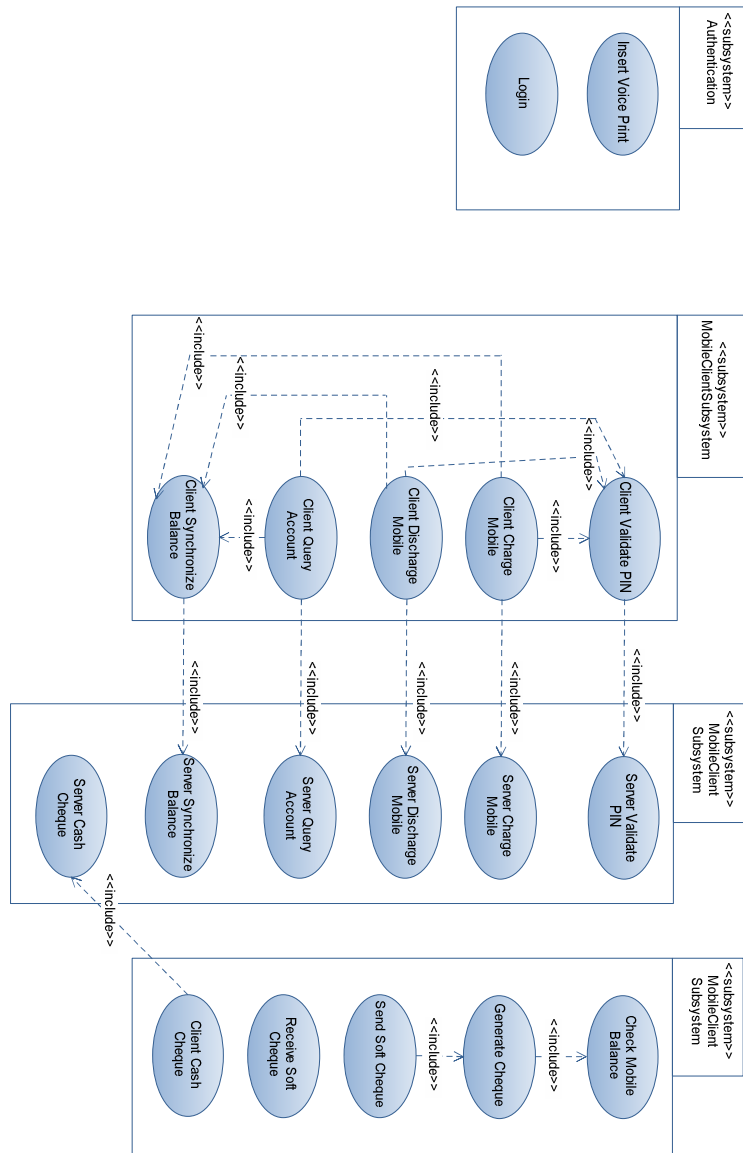 <<subsystem>>
Authentication
Insert Voice Print
Login
<<subsystem>>
MobileClientSubsystem
Client Validate PIN
Client Charge
Mobile
Client Discharge
Mobile
Client Query
Account
Client Synchronize
Balance
<<include>>
<<include>>
<<include>>
<<include>>
<<include>>
<<include>>
<<include>>
<<include>>
<<include>>
<<include>>
<<include>>
<<subsystem>>
MobileClient
Subsystem
Server Validate
PIN
Server Charge
Mobile
Server Discharge
Mobile
Server Query
Account
Server Synchronize
Balance
Server Cash
Cheque
<<include>>
<<subsystem>>
MobileClient
Subsystem
Check Mobile
Balance
<<include>>
Generate Cheque
<<include>>
Send Soft Cheque
Receive Soft
Cheque
Client Cash
Cheque